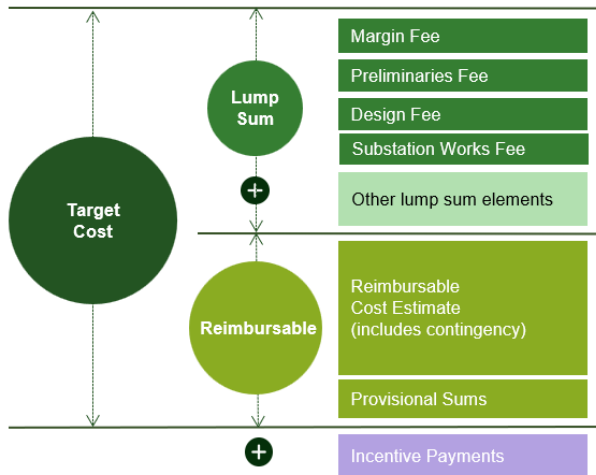 Target
Cost
Lump
Sum
+
Reimbursable
+
Margin Fee
Preliminaries Fee
Design Fee
Substation Works Fee
Other lump sum elements
Reimbursable
Cost Estimate
(includes contingency)
Provisional Sums
Incentive Payments